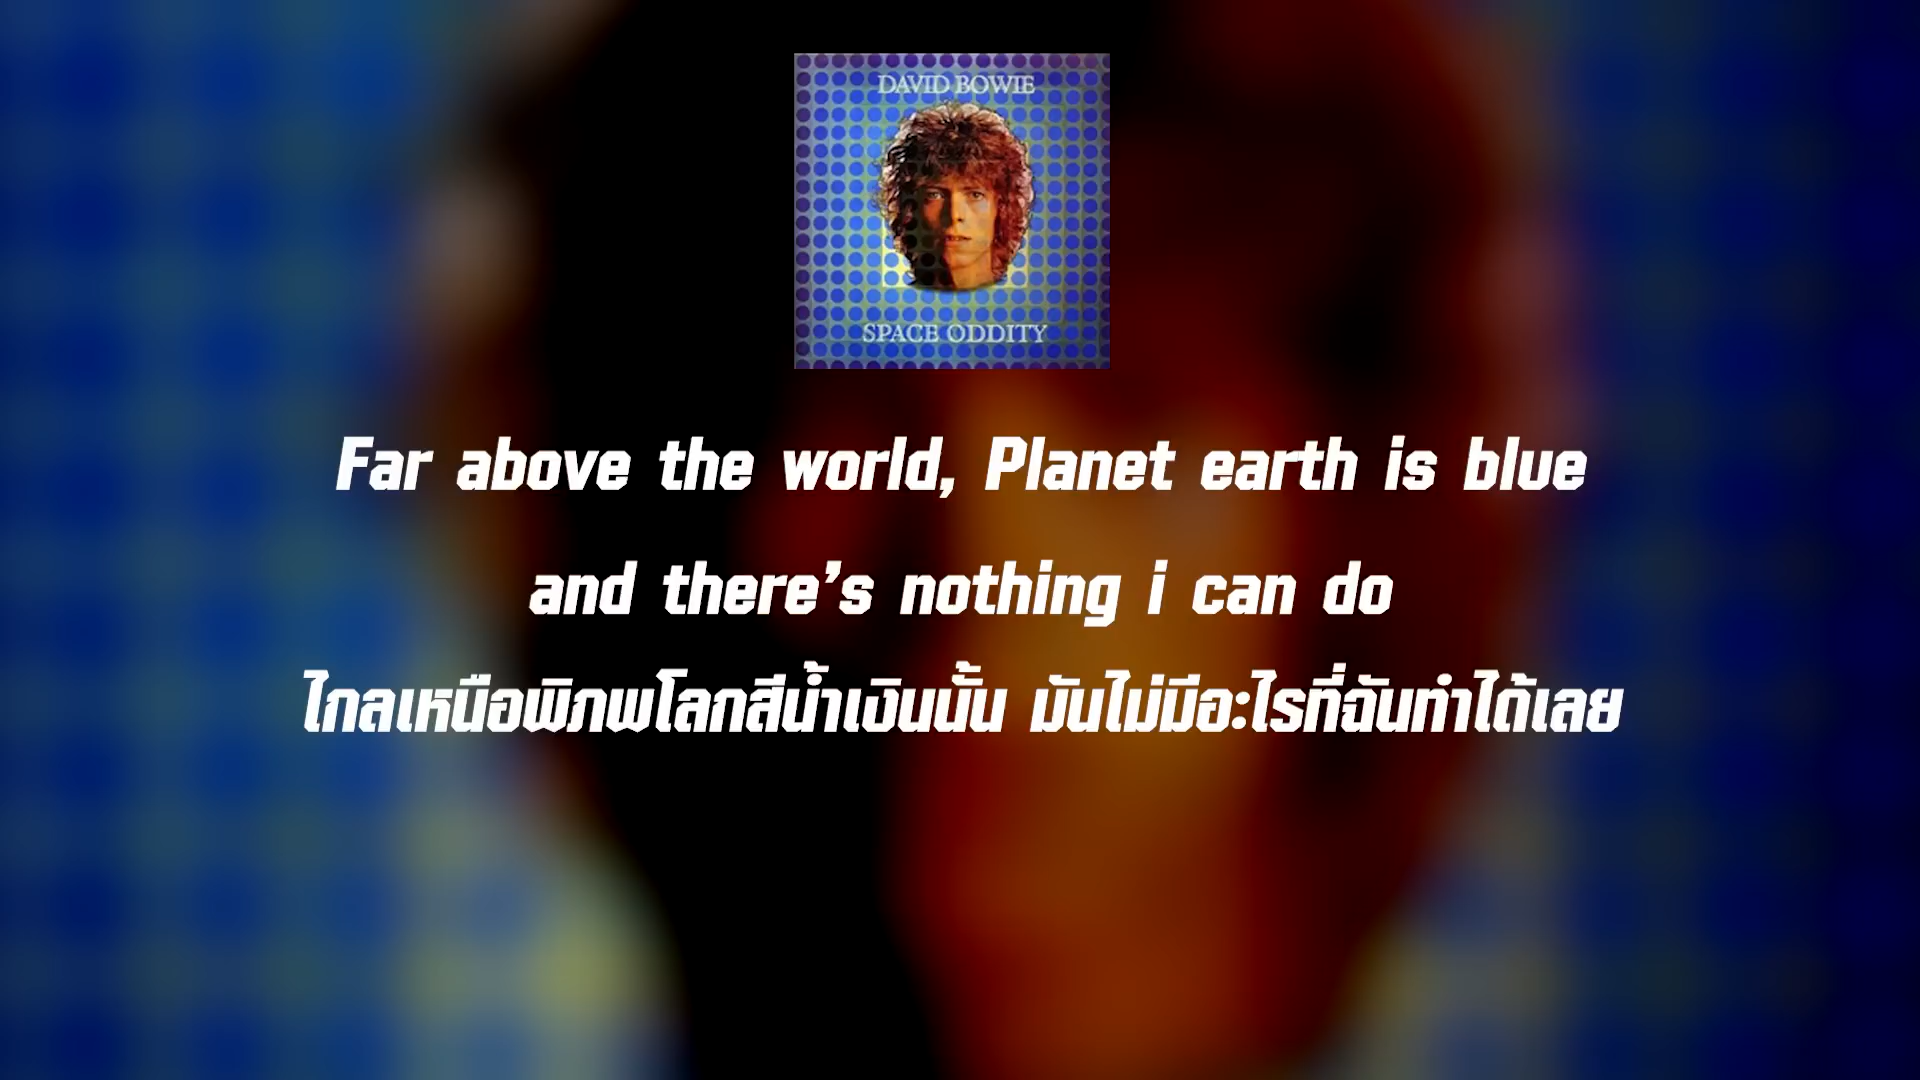 DAVID BOWIE
SPACE ODDITY
Far above the world, Planet earth is blue
and there's nothing i can do
ไกลเหนือพิภพโลกสีน้ำเงินนั้น มันไม่มีอะไรที่ฉันทำได้เลย